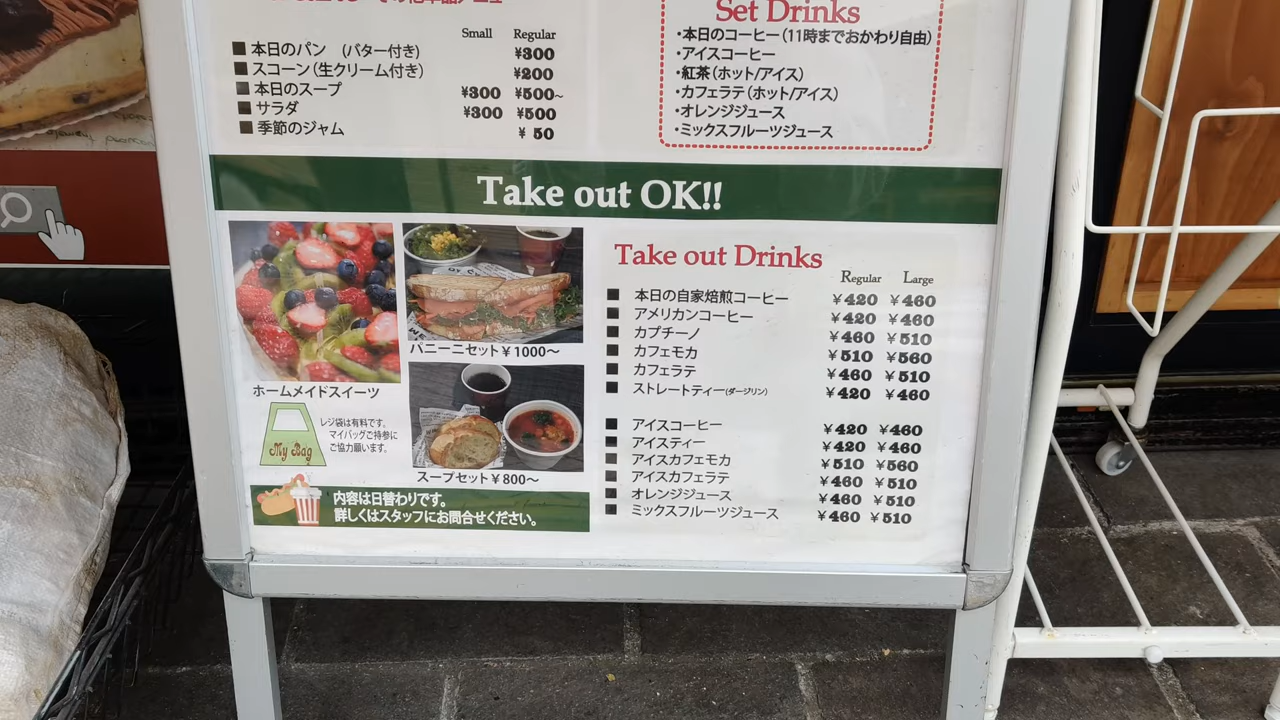 Small Regular
■ 本日のパン (バター付き) ¥300
■ スコーン(生クリーム付き) ¥200
■ 本日のスープ ¥300 ¥500~
■ サラダ ¥300 ¥500
■ 季節のジャム ¥ 50
Set Drinks
・本日のコーヒー(11時までおかわり自由)
・アイスコーヒー
・紅茶(ホット/アイス)
・カフェラテ(ホット/アイス)
・オレンジジュース
・ミックスフルーツジュース
Take out OK!!
ホームメイドスイーツ
My Bag
レジ袋は有料です。
マイバッグご持参に
ご協力願います。
パニーニセット¥1000〜
スープセット¥800〜
内容は日替わりです。
詳しくはスタッフにお問合せください。
Take out Drinks
Regular Large
■ 本日の自家焙煎コーヒー ¥420 ¥460
■ アメリカンコーヒー ¥420 ¥460
■ カプチーノ ¥460 ¥510
■ カフェモカ ¥510 ¥560
■ カフェラテ ¥460 ¥510
■ ストレートティー(ダージリン) ¥420 ¥460
■ アイスコーヒー ¥420 ¥460
■ アイスティー ¥420 ¥460
■ アイスカフェモカ ¥510 ¥560
■ アイスカフェラテ ¥460 ¥510
■ オレンジジュース ¥460 ¥510
■ ミックスフルーツジュース ¥460 ¥510